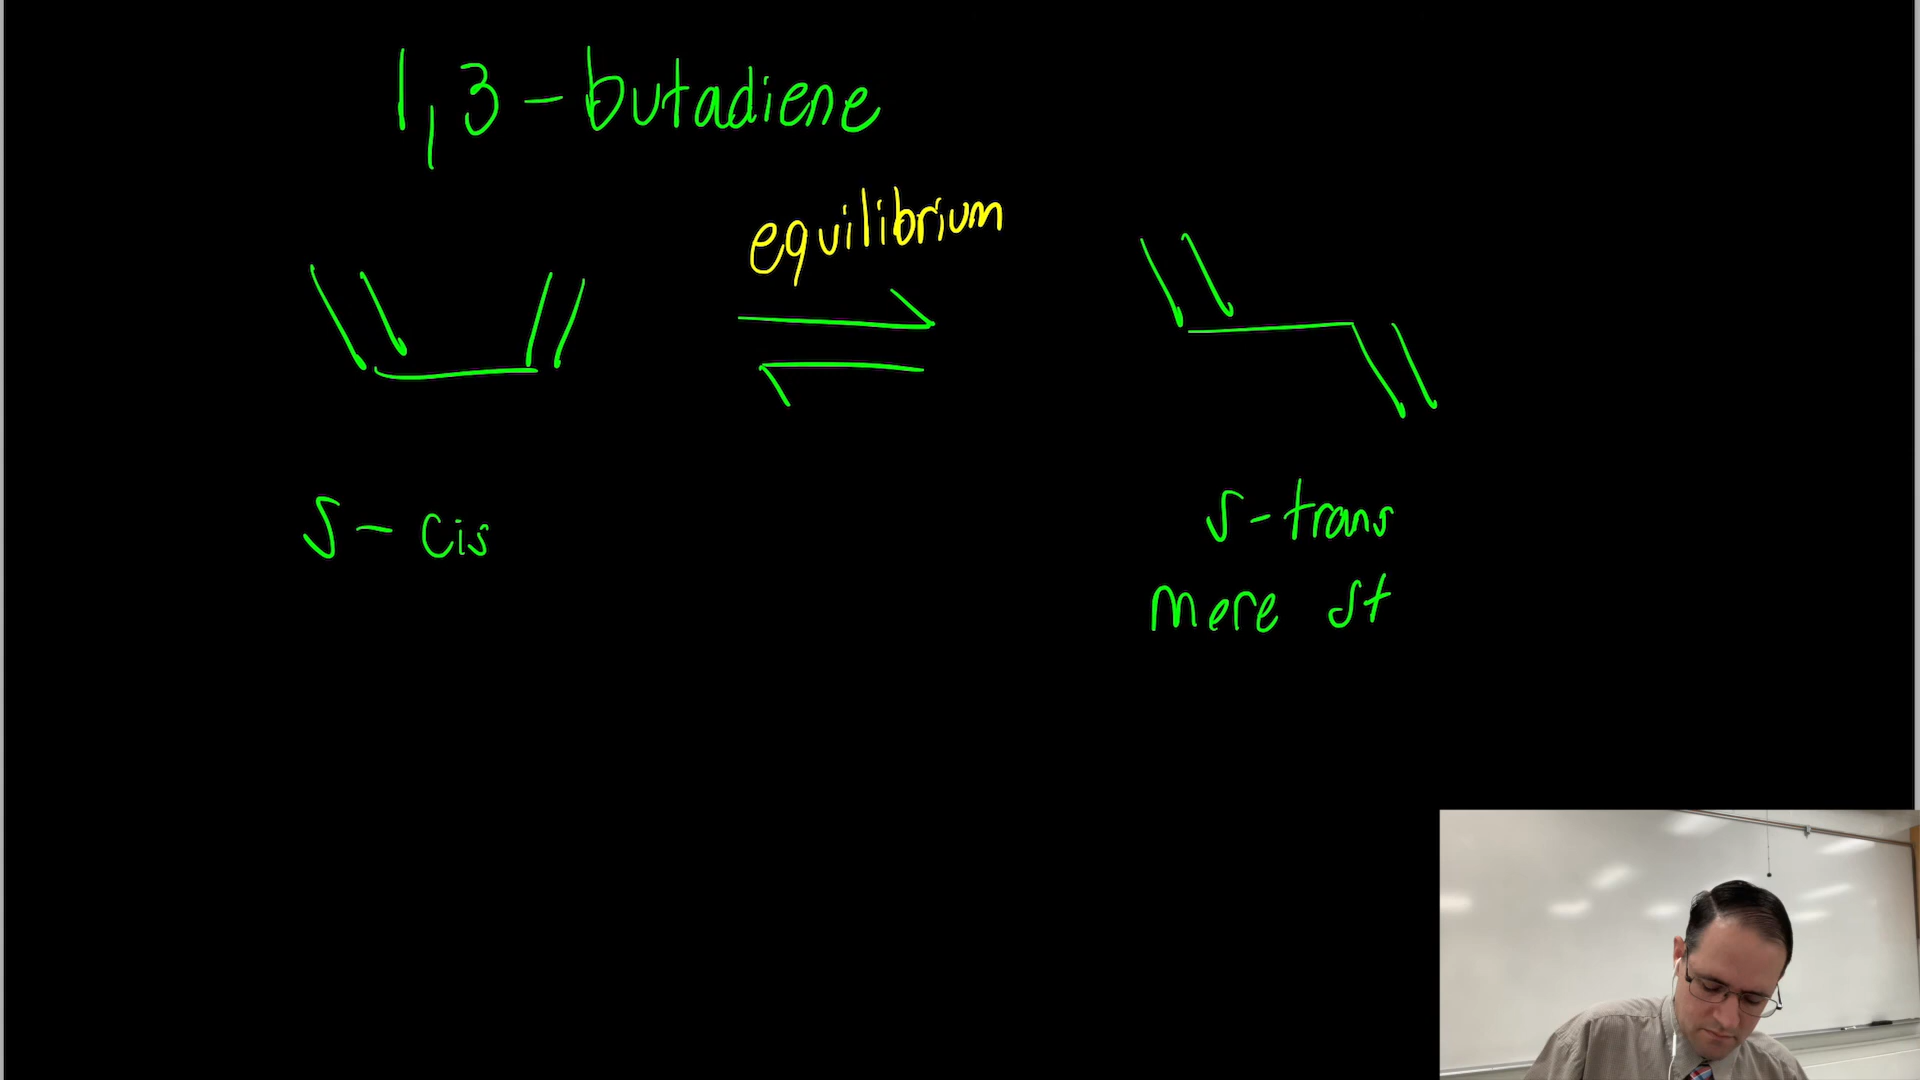 1,3-butadiene
equilibrium
s-cis
s-trans
more st